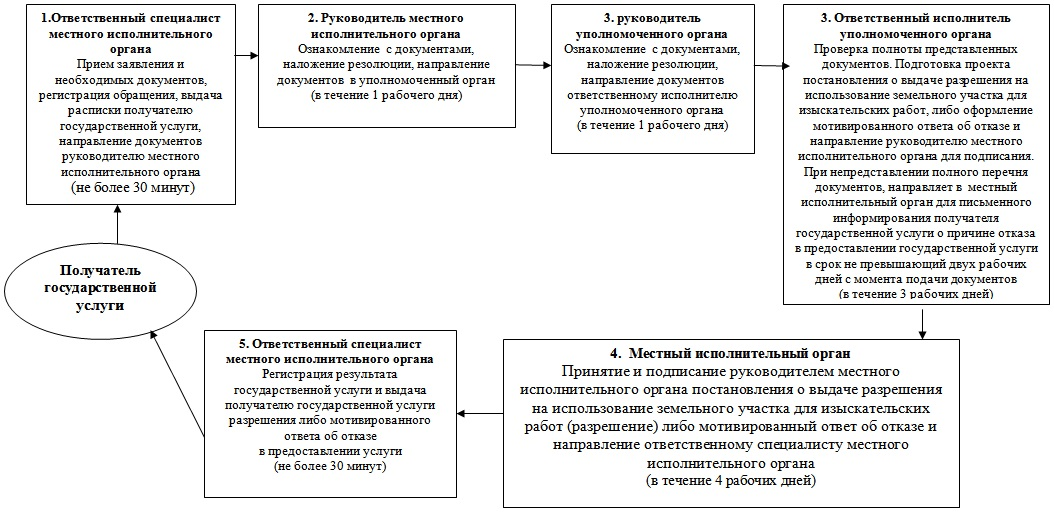 1.Ответственный специалист
местного исполнительного
органа
Прием заявления и
необходимых документов,
регистрация обращения, выдача
расписки получателю
государственной услуги,
направление документов
руководителю местного
исполнительного органа
(не более 30 минут)
2. Руководитель местного
исполнительного органа
Ознакомление с документами,
наложение резолюции, направление
документов в уполномоченный орган
(в течение 1 рабочего дня)
3. руководитель
уполномоченного органа
Ознакомление с документами,
наложение резолюции,
направление документов
ответственному исполнителю
уполномоченного органа
(в течение 1 рабочего дня)
3. Ответственный исполнитель
уполномоченного органа
Проверка полноты представленных
документов. Подготовка проекта
постановления о выдаче разрешения на
использование земельного участка для
изыскательских работ, либо оформление
мотивированного ответа об отказе и
направление руководителю местного
исполнительного органа для подписания.
При непредставлении полного перечня
документов, направляет в местный
исполнительный орган для письменного
информирования получателя
государственной услуги о причине отказа
в предоставлении государственной услуги
в срок не превышающий двух рабочих
дней с момента подачи документов
(в течение 3 рабочих дней)
Получатель
государственной
услуги
5. Ответственный специалист
местного исполнительного органа
Регистрация результата
государственной услуги и выдача
получателю государственной услуги
разрешения либо мотивированного
ответа об отказе
в предоставлении услуги
(не более 30 минут)
4. Местный исполнительный орган
Принятие и подписание руководителем местного
исполнительного органа постановления о выдаче разрешения
на использование земельного участка для изыскательских
работ (разрешение) либо мотивированный ответ об отказе и
направление ответственному специалисту местного
исполнительного органа
(в течение 4 рабочих дней)